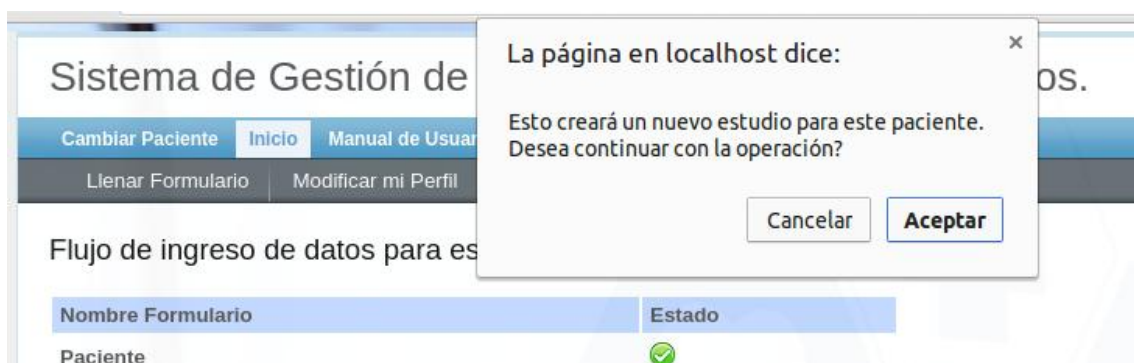 La página en localhost dice:
×
Sistema de Gestión de
os.
Esto creará un nuevo estudio para este paciente.
Desea continuar con la operación?
Cambiar Paciente Inicio Manual de Usuar
Llenar Formulario Modificar mi Perfil
Cancelar Aceptar
Flujo de ingreso de datos para es
Nombre Formulario Estado
Paciente